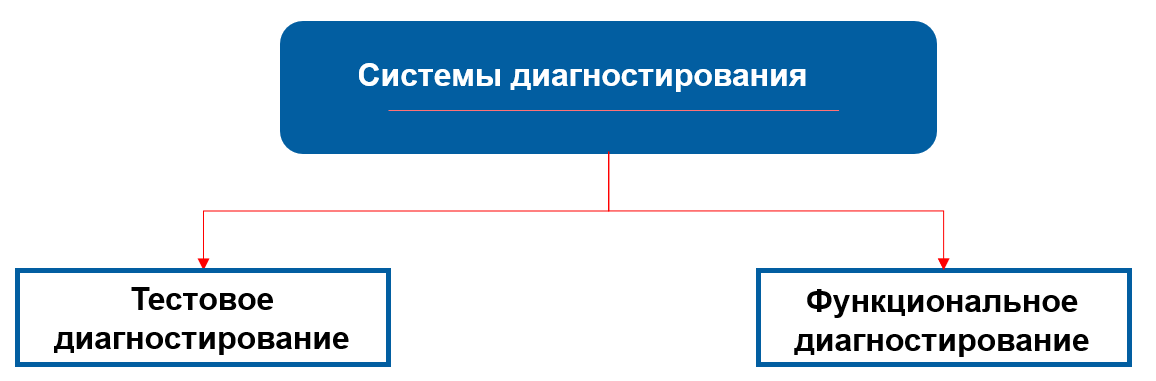 Системы диагностирования
Тестовое
диагностирование
Функциональное
диагностирование